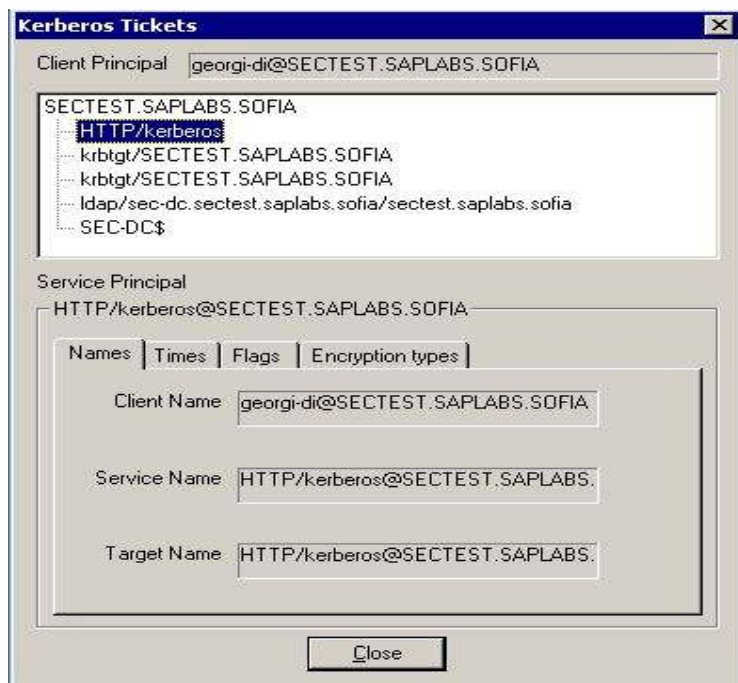 Kerberos Tickets
Client Principal georgi-di@SECTEST.SAPLABS.SOFIA
SECTEST.SAPLABS.SOFIA
HTTP/kerberos
krbtgt/SECTEST.SAPLABS.SOFIA
krbtgt/SECTEST.SAPLABS.SOFIA
ldap/sec-dc.sectest.saplabs.sofia/sectest.saplabs.sofia
SEC-DC$
Service Principal
HTTP/kerberos@SECTEST.SAPLABS.SOFIA
Names Times Flags Encryption types
Client Name georgi-di@SECTEST.SAPLABS.SOFIA
Service Name HTTP/kerberos@SECTEST.SAPLABS.
Target Name HTTP/kerberos@SECTEST.SAPLABS.
Close